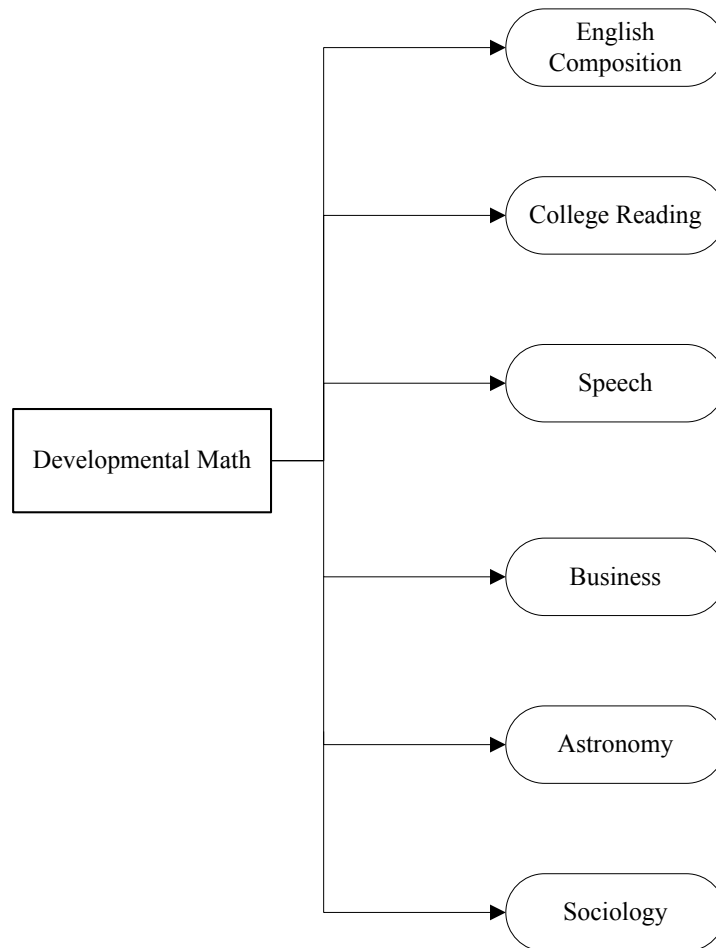 English
Composition
College Reading
Speech
Developmental Math
Business
Astronomy
Sociology